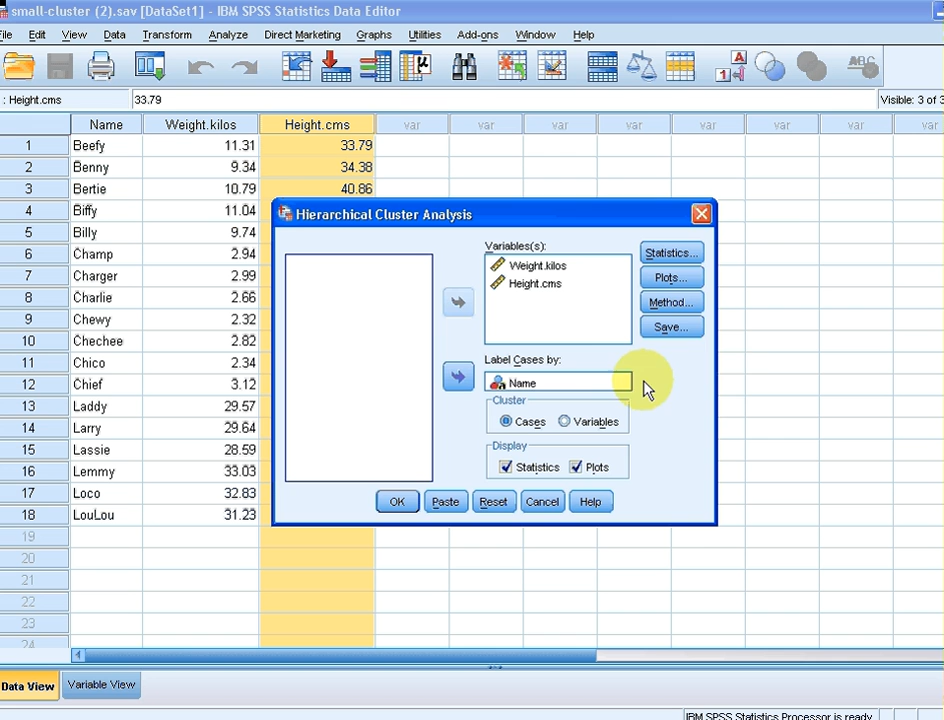 small-cluster (2).sav [DataSet1] - IBM SPSS Statistics Data Editor
File Edit View Data Transform Analyze Direct Marketing Graphs Utilities Add-ons Window Help
A
1
ABC
: Height.cms 33.79 Visible: 3 of 3
Name Weight.kilos Height.cms var var var var var var var var
1 Beefy 11.31 33.79
2 Benny 9.34 34.38
3 Bertie 10.79 40.86
4 Biffy 11.04
5 Billy 9.74
6 Champ 2.94
7 Charger 2.99
8 Charlie 2.66
9 Chewy 2.32
10 Chechee 2.82
11 Chico 2.34
12 Chief 3.12
13 Laddy 29.57
14 Larry 29.64
15 Lassie 28.59
16 Lemmy 33.03
17 Loco 32.83
18 LouLou 31.23
19
20
21
22
23
24
Hierarchical Cluster Analysis
Variables(s):
Weight.kilos
Height.cms
Statistics...
Plots...
Method...
Save...
Label Cases by:
Name
Cluster
Cases Variables
Display
Statistics Plots
OK Paste Reset Cancel Help
Data View Variable View
IBM SPSS Statistics Processor is ready